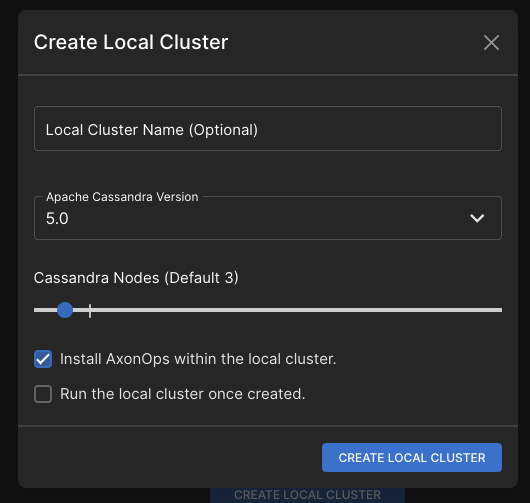 Create Local Cluster
Local Cluster Name (Optional)
Apache Cassandra Version
5.0
Cassandra Nodes (Default 3)
Install AxonOps within the local cluster.
Run the local cluster once created.
CREATE LOCAL CLUSTER
CREATE LOCAL CLUSTER